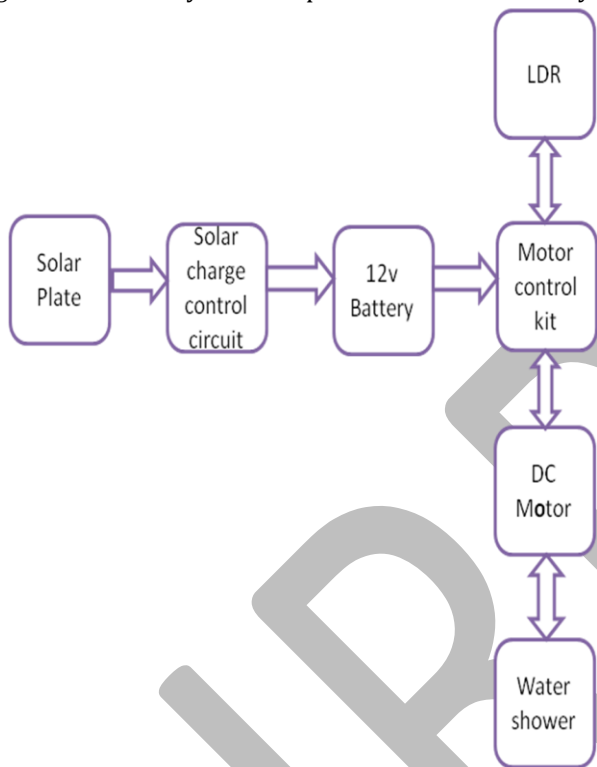 LDR
Solar
Plate
Solar
charge
control
circuit
12v
Battery
Motor
control
kit
DC
Motor
Water
shower